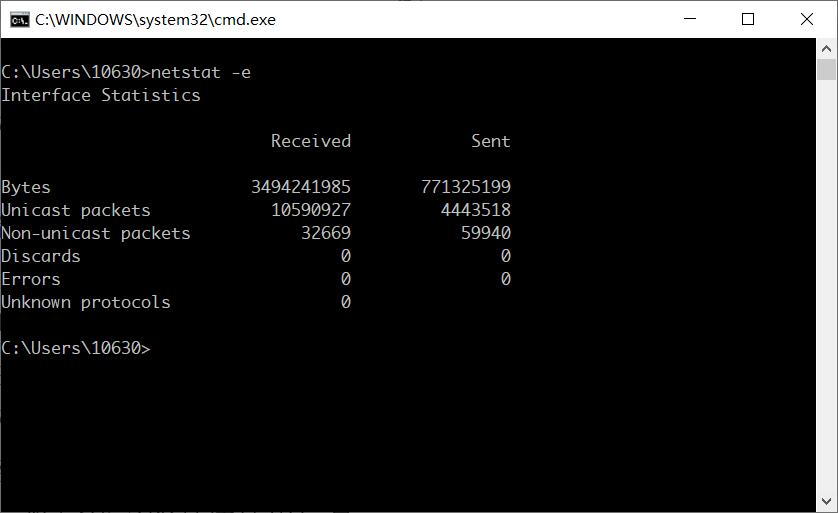 C:\WINDOWS\system32\cmd.exe
C:\Users\10630>netstat -e
Interface Statistics
Received Sent
Bytes 3494241985 771325199
Unicast packets 10590927 4443518
Non-unicast packets 32669 59940
Discards 0 0
Errors 0 0
Unknown protocols 0
C:\Users\10630>